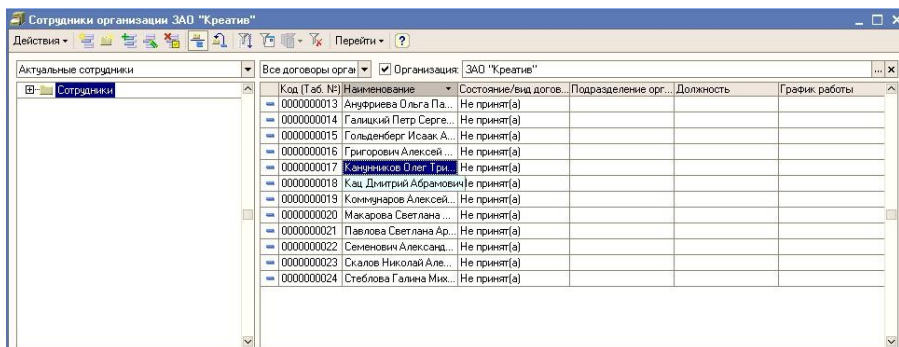 Сотрудники организации ЗАО "Креатив"
Действия Перейти ?
Актуальные сотрудники Все договоры орган Организация: ЗАО "Креатив" ... x
Сотрудники Код (Таб. №) Наименование Состояние/вид догов... Подразделение орг... Должность График работы
0000000013 Ануфриева Ольга Па... Не принят(а)
0000000014 Галицкий Петр Серге... Не принят(а)
0000000015 Гольденберг Исаак А... Не принят(а)
0000000016 Григорович Алексей ... Не принят(а)
0000000017 Канунников Олег Три... Не принят(а)
0000000018 Кац Дмитрий Абрамович е принят(а)
0000000019 Коммунаров Алексей... Не принят(а)
0000000020 Макарова Светлана ... Не принят(а)
0000000021 Павлова Светлана Ар... Не принят(а)
0000000022 Семенович Александ... Не принят(а)
0000000023 Скалов Николай Але... Не принят(а)
0000000024 Стеблова Галина Мих... Не принят(а)